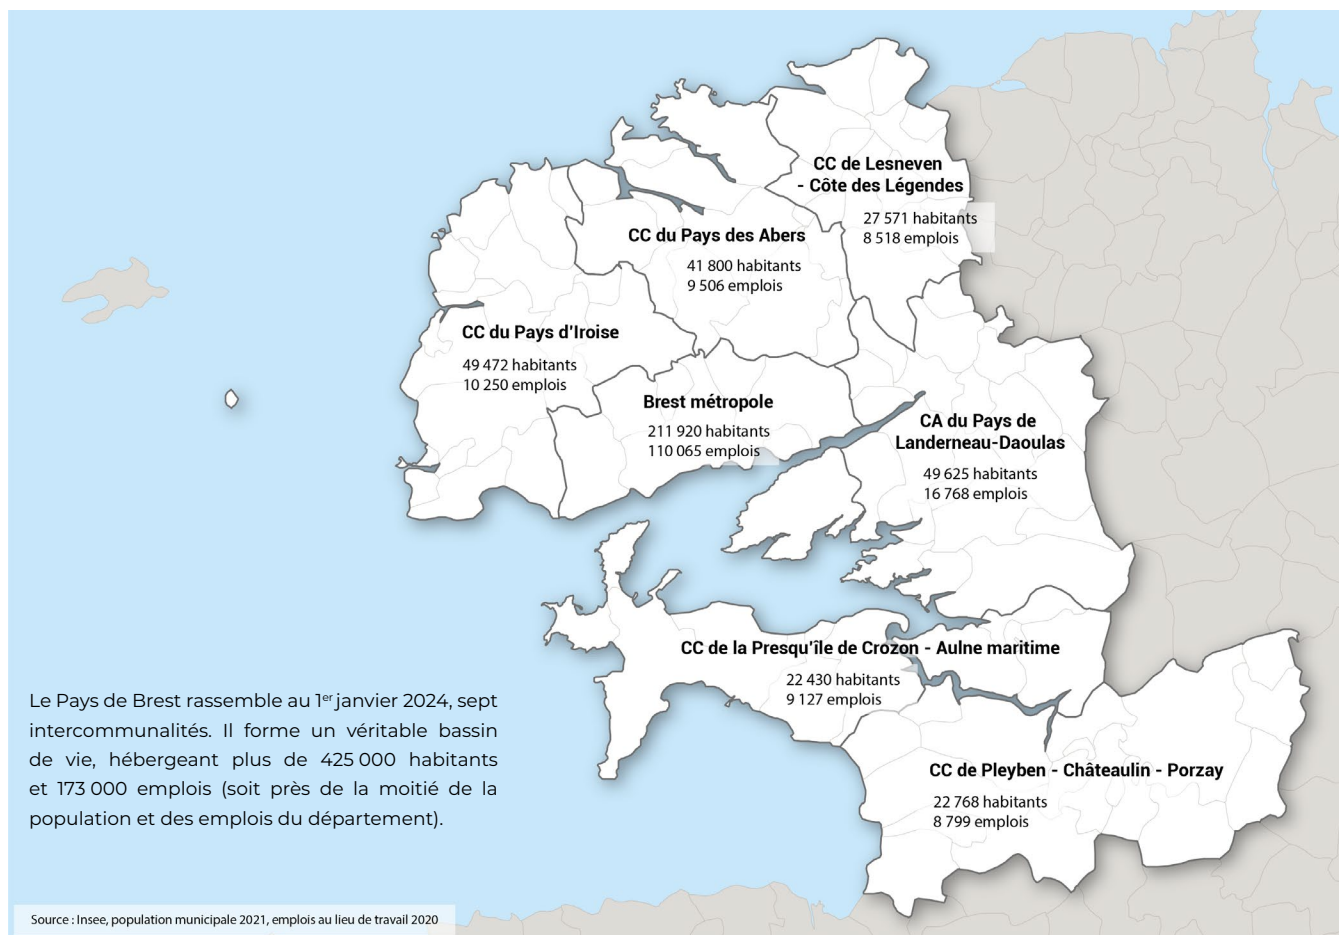 CC de Lesneven
- Côte des Légendes
27 571 habitants
8 518 emplois
CC du Pays des Abers
41 800 habitants
9 506 emplois
CC du Pays d'Iroise
49 472 habitants
10 250 emplois
Brest métropole
211 920 habitants
110 065 emplois
CA du Pays de
Landerneau-Daoulas
49 625 habitants
16 768 emplois
CC de la Presqu'île de Crozon - Aulne maritime
22 430 habitants
9 127 emplois
CC de Pleyben - Châteaulin - Porzay
22 768 habitants
8 799 emplois
Le Pays de Brest rassemble au 1er janvier 2024, sept
intercommunalités. Il forme un véritable bassin
de vie, hébergeant plus de 425 000 habitants
et 173 000 emplois (soit près de la moitié de la
population et des emplois du département).
Source : Insee, population municipale 2021, emplois au lieu de travail 2020